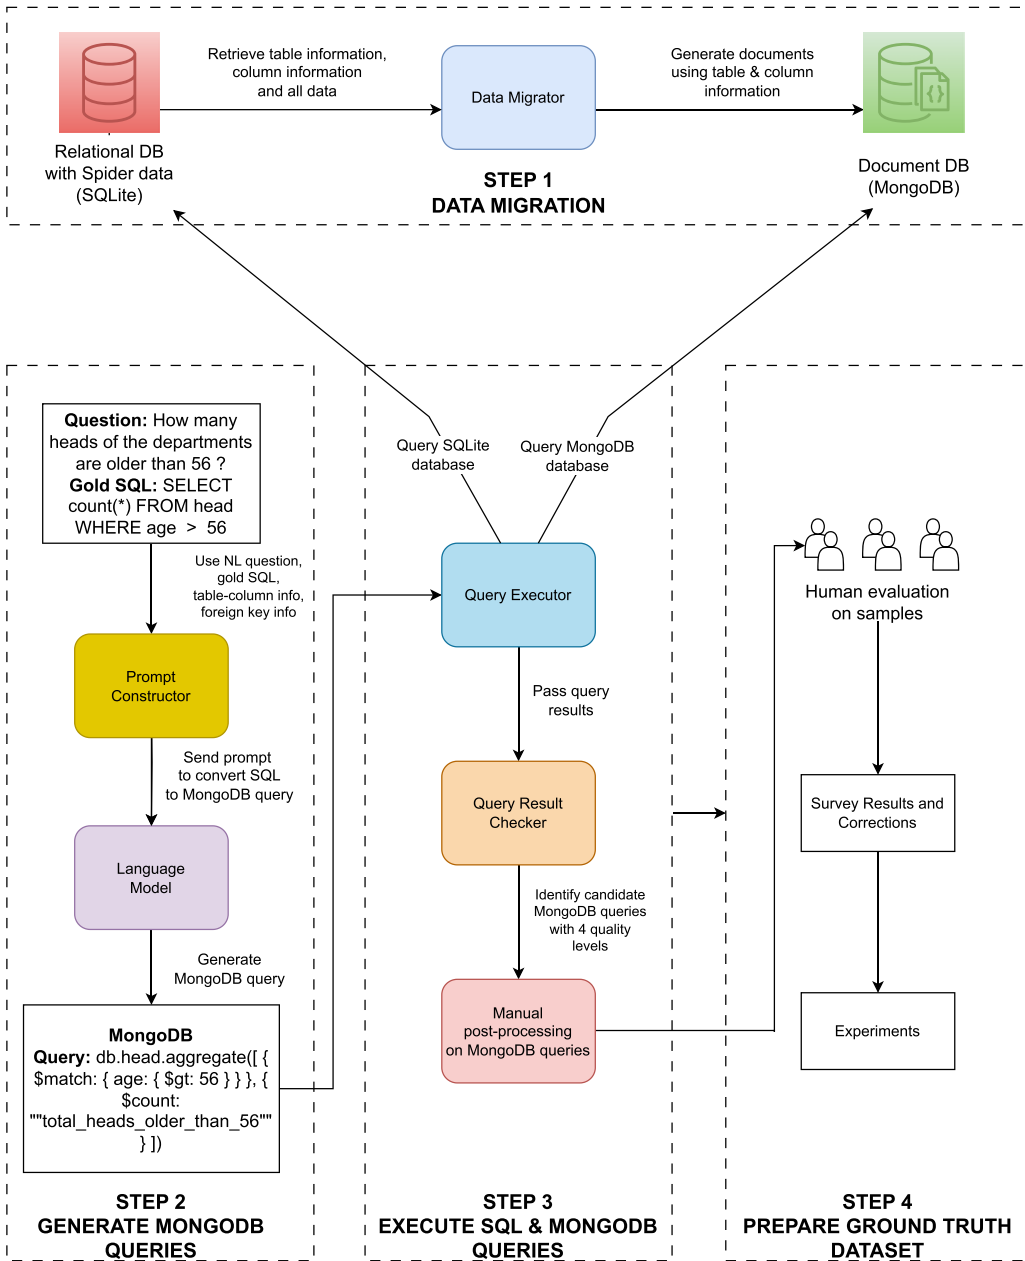 Retrieve table information,
column information
and all data
Data Migrator
Generate documents
using table & column
information
Relational DB
with Spider data
(SQLite)
Document DB
(MongoDB)
STEP 1
DATA MIGRATION
Question: How many
heads of the departments
are older than 56 ?
Gold SQL: SELECT
count(*) FROM head
WHERE age > 56
Use NL question,
gold SQL,
table-column info,
foreign key info
Prompt
Constructor
Send prompt
to convert SQL
to MongoDB query
Language
Model
Generate
MongoDB query
MongoDB
Query: db.head.aggregate([ {
$match: { age: { $gt: 56 } } }, {
$count:
""total_heads_older_than_56""
} ])
STEP 2
GENERATE MONGODB
QUERIES
Query SQLite
database
Query MongoDB
database
Query Executor
Pass query
results
Query Result
Checker
Identify candidate
MongoDB queries
with 4 quality
levels
Manual
post-processing
on MongoDB queries
STEP 3
EXECUTE SQL & MONGODB
QUERIES
Human evaluation
on samples
Survey Results and
Corrections
Experiments
STEP 4
PREPARE GROUND TRUTH
DATASET